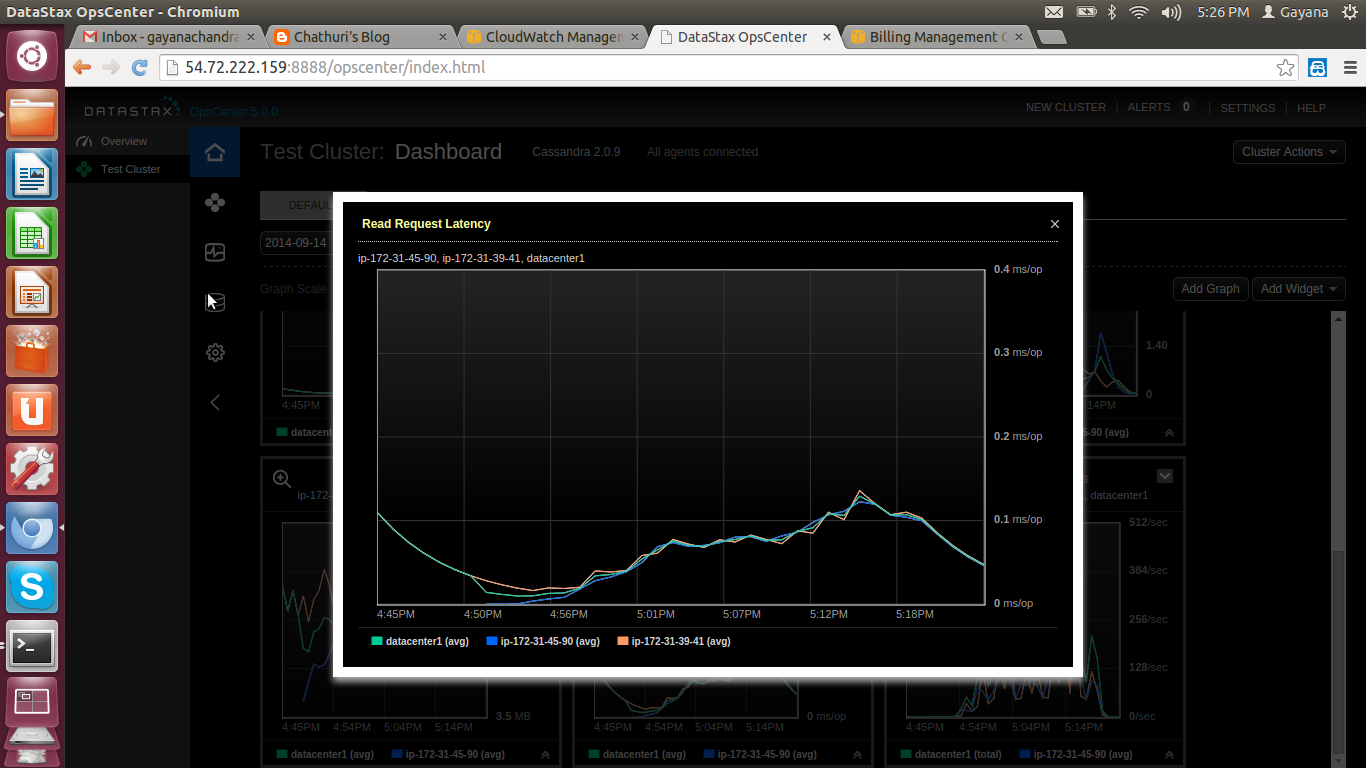 DataStax OpsCenter - Chromium
5:26 PM Gayana
Inbox - gayanachandra
Chathuri's Blog
CloudWatch Managem
DataStax OpsCenter
Billing Management C
54.72.222.159:8888/opscenter/index.html
DATASTAX OpsCenter 5.0.0
NEW CLUSTER | ALERTS 0 | SETTINGS | HELP
Overview
Test Cluster
Test Cluster: Dashboard Cassandra 2.0.9 All agents connected
Cluster Actions
DEFAUL
2014-09-14
Graph Scale
Add Graph Add Widget
Read Request Latency
ip-172-31-45-90, ip-172-31-39-41, datacenter1
0.4 ms/op
0.3 ms/op
0.2 ms/op
0.1 ms/op
0 ms/op
4:45PM 4:50PM 4:56PM 5:01PM 5:07PM 5:12PM 5:18PM
datacenter1 (avg) ip-172-31-45-90 (avg) ip-172-31-39-41 (avg)
4:45PM
datacen
1.40
0
:14PM
5-90 (avg)
ip-172-
3.5 MB
4:45PM 4:54PM 5:04PM 5:14PM
datacenter1 (avg) ip-172-31-45-90 (avg)
0 ms/op
4:45PM 4:54PM 5:04PM 5:14PM
datacenter1 (avg) ip-172-31-45-90 (avg)
, datacenter1
512/sec
384/sec
256/sec
128/sec
0/sec
4:45PM 4:54PM 5:04PM 5:14PM
datacenter1 (total) ip-172-31-45-90 (avg)